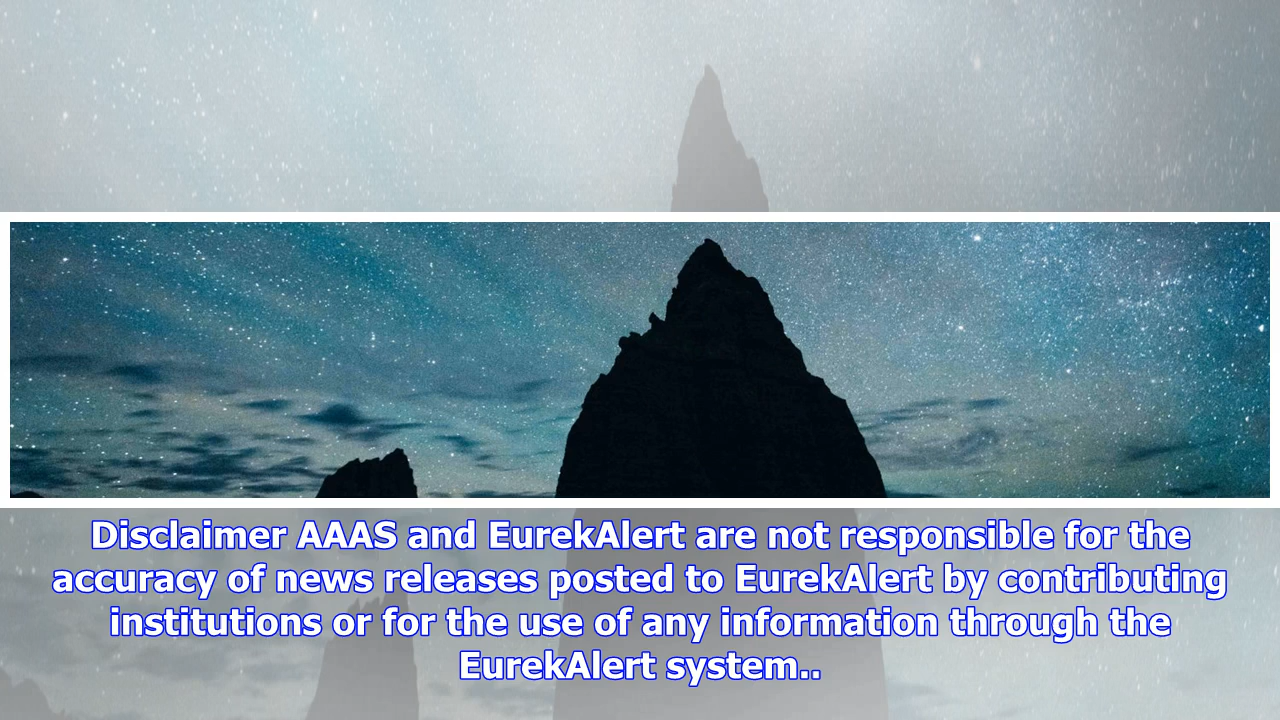 Disclaimer AAAS and EurekAlert are not responsible for the
accuracy of news releases posted to EurekAlert by contributing
institutions or for the use of any information through the
EurekAlert system..